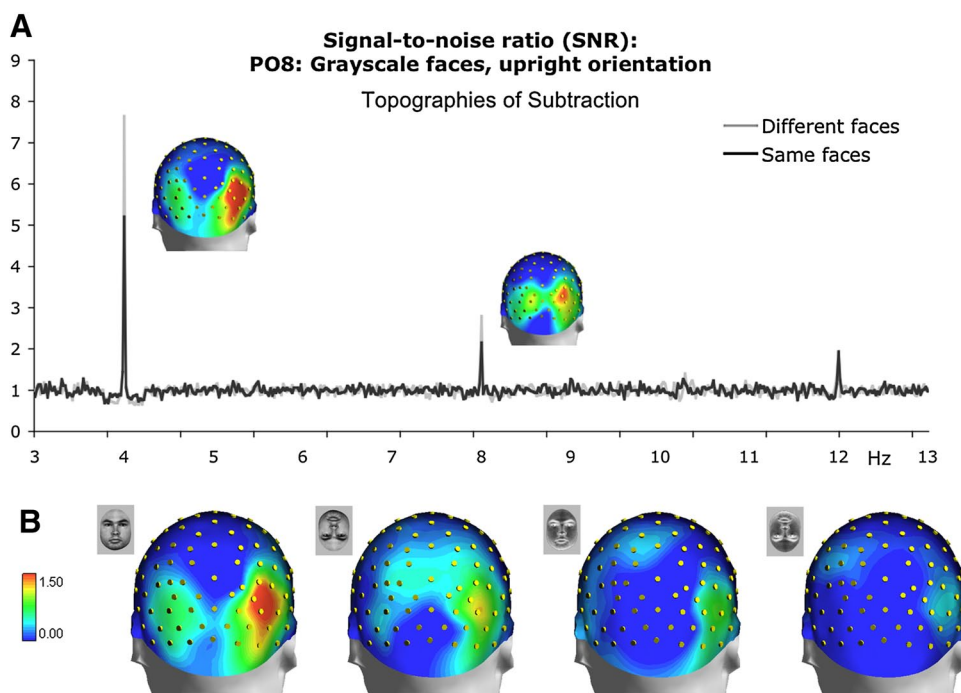 A
Signal-to-noise ratio (SNR):
PO8: Grayscale faces, upright orientation
Topographies of Subtraction
Different faces
Same faces
9
8
7
6
5
4
3
2
1
0
3 4 5 6 7 8 9 10 11 12 Hz 13
B
1.50
0.00